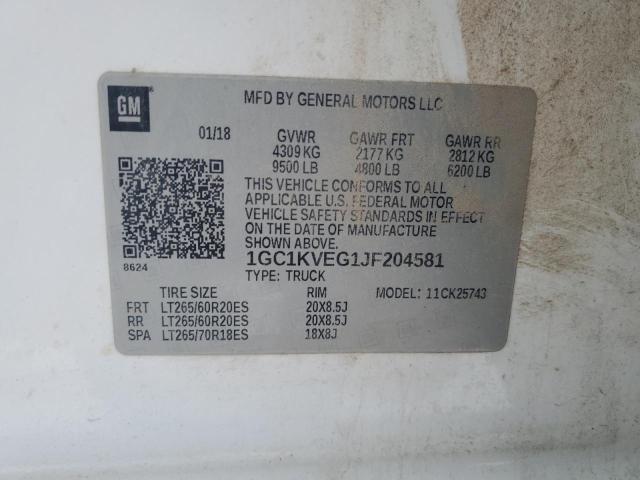 GM
MFD BY GENERAL MOTORS LLC
01/18 GVWR GAWR FRT GAWR RR
4309 KG 2177 KG 2812 KG
9500 LB 4800 LB 6200 LB
THIS VEHICLE CONFORMS TO ALL
APPLICABLE U.S. FEDERAL MOTOR
VEHICLE SAFETY STANDARDS IN EFFECT
ON THE DATE OF MANUFACTURE
SHOWN ABOVE.
8624 1GC1KVEG1JF204581
TYPE: TRUCK
TIRE SIZE RIM MODEL: 11CK25743
FRT LT265/60R20ES 20X8.5J
RR LT265/60R20ES 20X8.5J
SPA LT265/70R18ES 18X8J